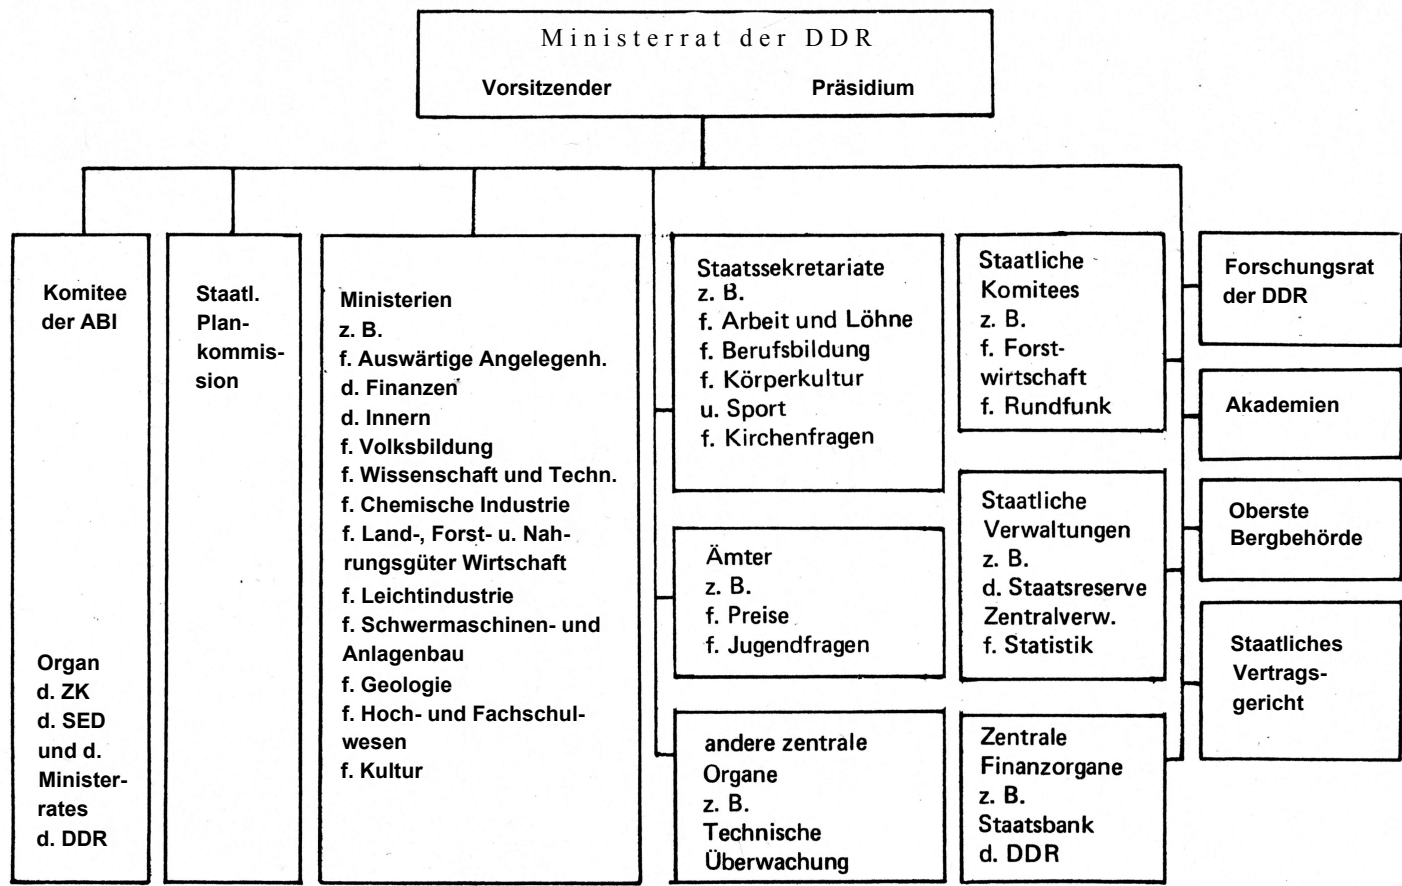 Ministerrat der DDR
Vorsitzender Präsidium
Komitee
der ABI
Organ
d. ZK
d. SED
und d.
Minister-
rates
d. DDR
Staatl.
Plan-
kommis-
sion
Ministerien
z. B.
f. Auswärtige Angelegenh.
d. Finanzen
d. Innern
f. Volksbildung
f. Wissenschaft und Techn.
f. Chemische Industrie
f. Land-, Forst- u. Nah-
rungsgüter Wirtschaft
f. Leichtindustrie
f. Schwermaschinen- und
Anlagenbau
f. Geologie
f. Hoch- und Fachschul-
wesen
f. Kultur
Staatssekretariate
z. B.
f. Arbeit und Löhne
f. Berufsbildung
f. Körperkultur
u. Sport
f. Kirchenfragen
Ämter
z. B.
f. Preise
f. Jugendfragen
andere zentrale
Organe
z. B.
Technische
Überwachung
Staatliche
Komitees
z. B.
f. Forst-
wirtschaft
f. Rundfunk
Staatliche
Verwaltungen
z. B.
d. Staatsreserve
Zentralverw.
f. Statistik
Zentrale
Finanzorgane
z. B.
Staatsbank
d. DDR
Forschungsrat
der DDR
Akademien
Oberste
Bergbehörde
Staatliches
Vertrags-
gericht